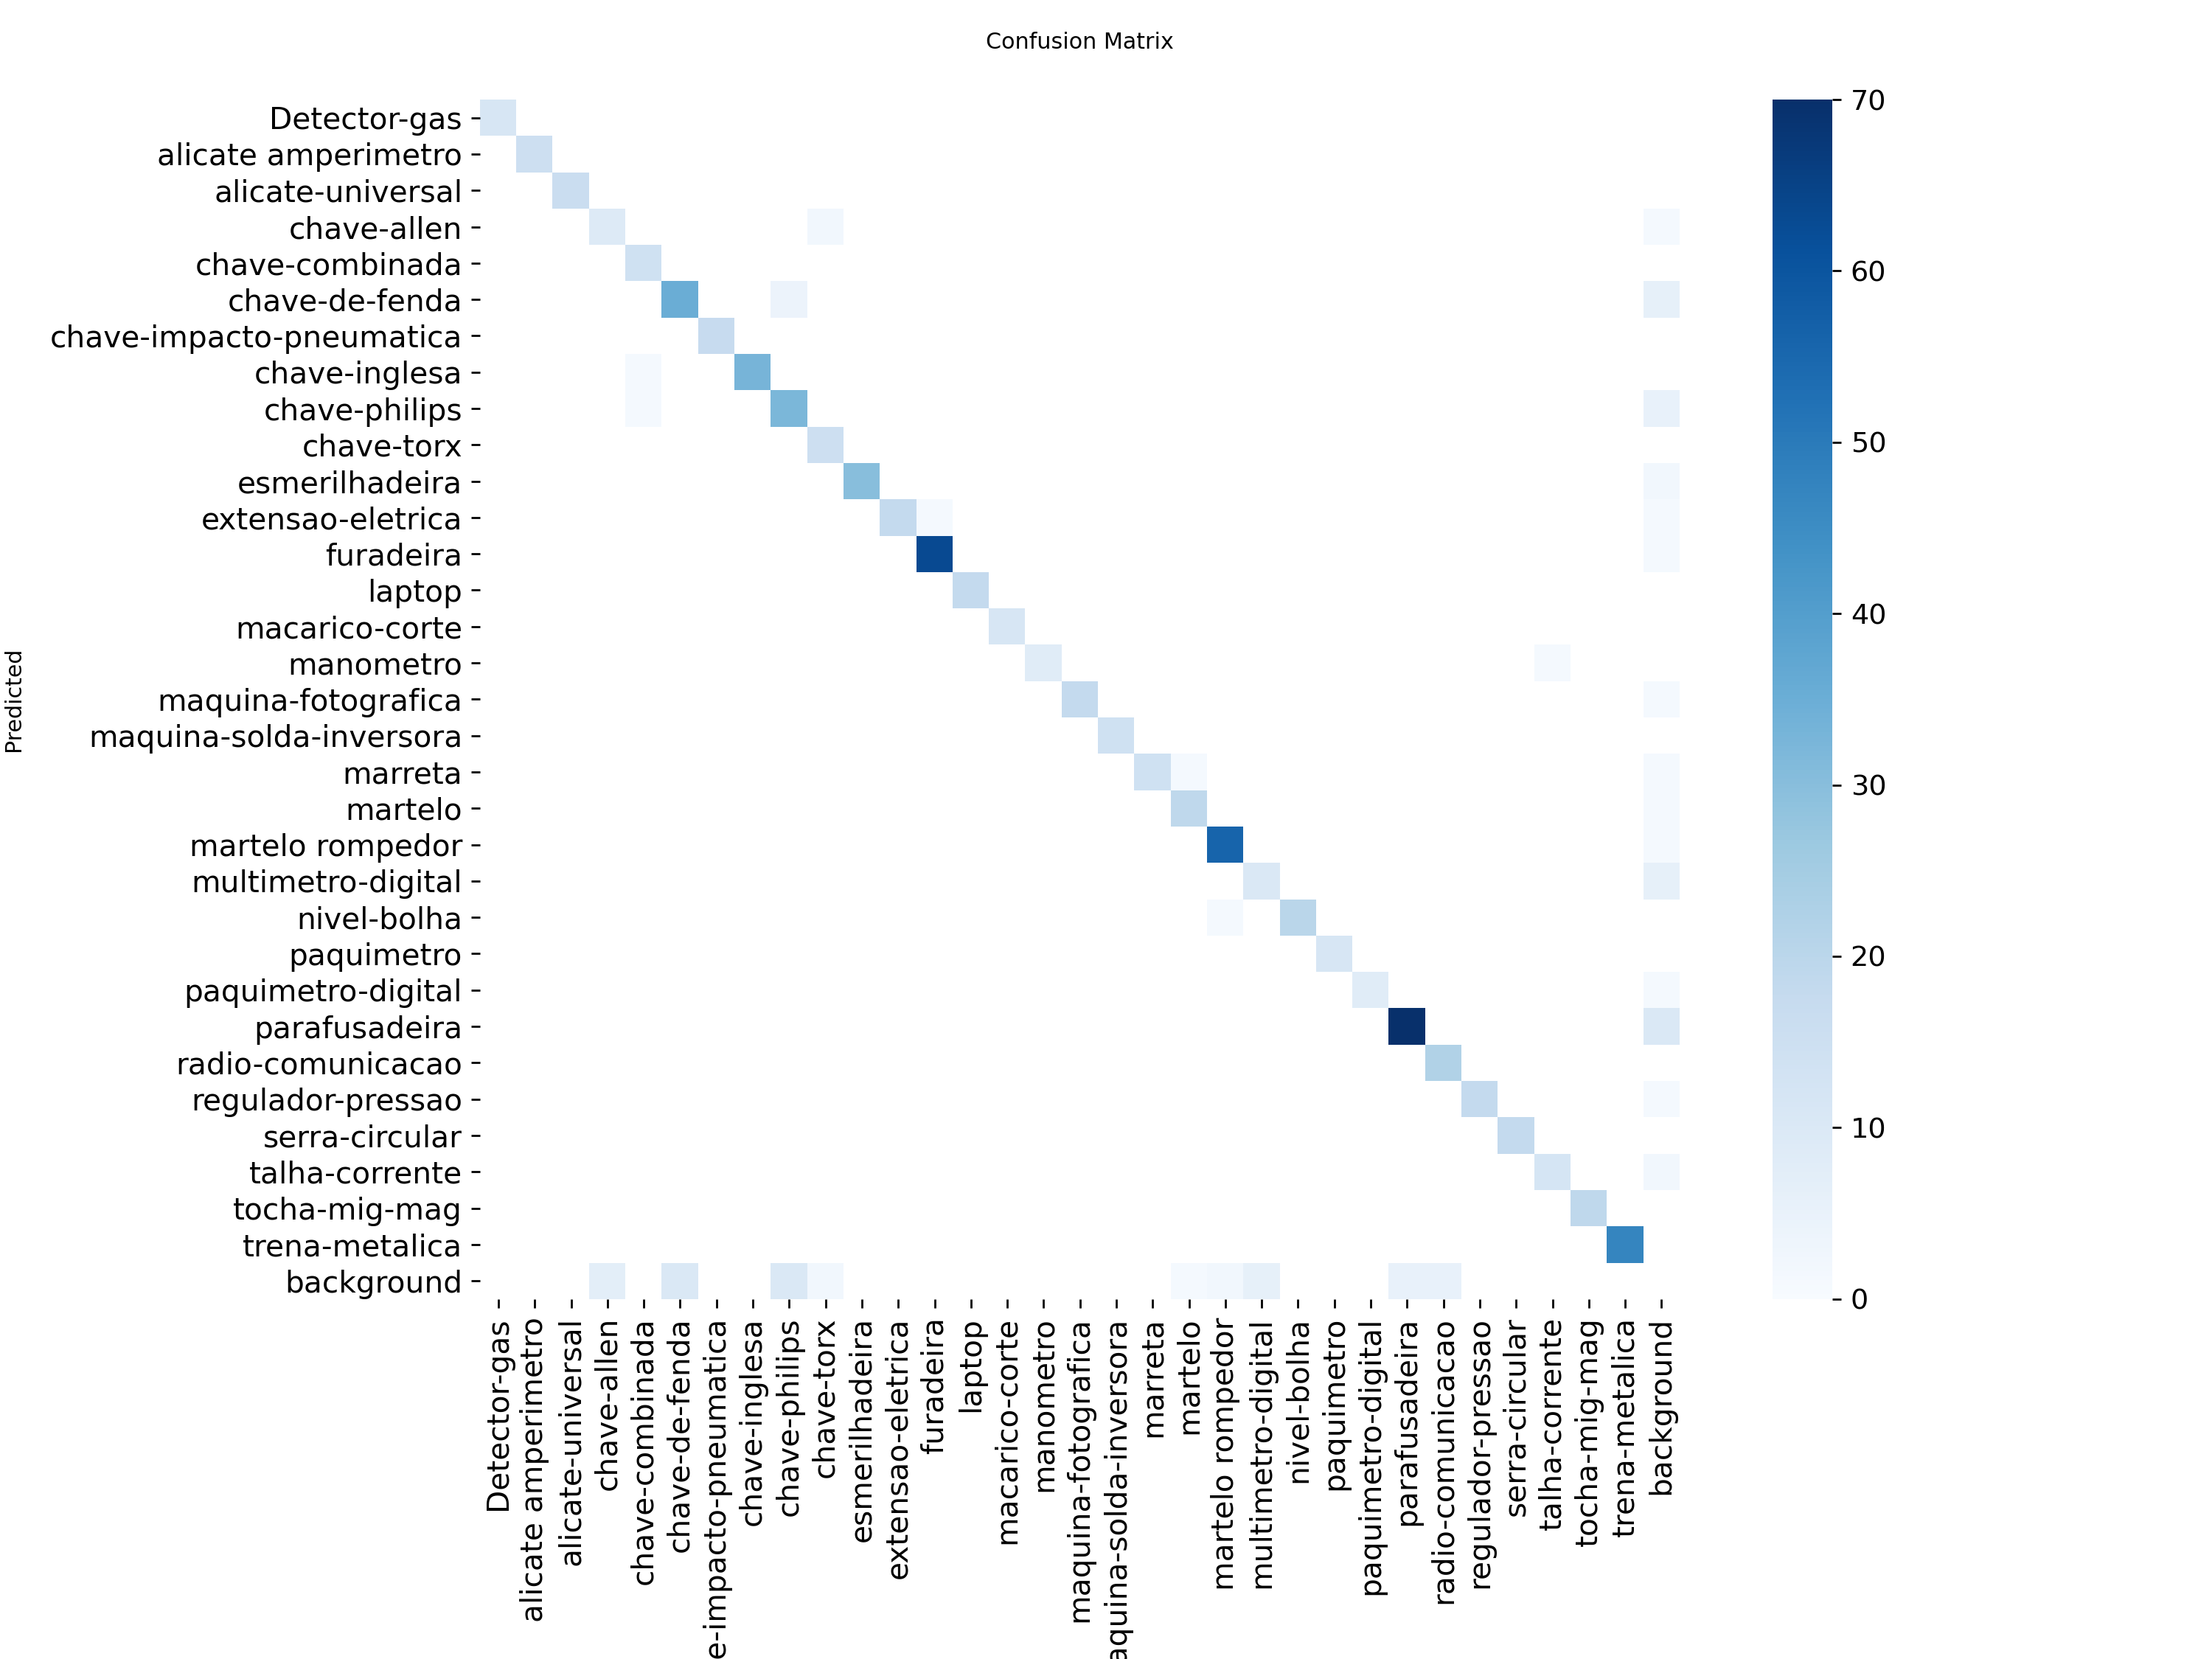 Confusion Matrix
Detector-gas
alicate amperimetro
alicate-universal
chave-allen
chave-combinada
chave-de-fenda
chave-impacto-pneumatica
chave-inglesa
chave-philips
chave-torx
esmerilhadeira
extensao-eletrica
furadeira
laptop
macarico-corte
manometro
maquina-fotografica
maquina-solda-inversora
marreta
martelo
martelo rompedor
multimetro-digital
nivel-bolha
paquimetro
paquimetro-digital
parafusadeira
radio-comunicacao
regulador-pressao
serra-circular
talha-corrente
tocha-mig-mag
trena-metalica
background
Predicted
Detector-gas
alicate amperimetro
alicate-universal
chave-allen
chave-combinada
chave-de-fenda
e-impacto-pneumatica
chave-inglesa
chave-philips
chave-torx
esmerilhadeira
extensao-eletrica
furadeira
laptop
macarico-corte
manometro
maquina-fotografica
aquina-solda-inversora
marreta
martelo
martelo rompedor
multimetro-digital
nivel-bolha
paquimetro
paquimetro-digital
parafusadeira
radio-comunicacao
regulador-pressao
serra-circular
talha-corrente
tocha-mig-mag
trena-metalica
background
70
60
50
40
30
20
10
0